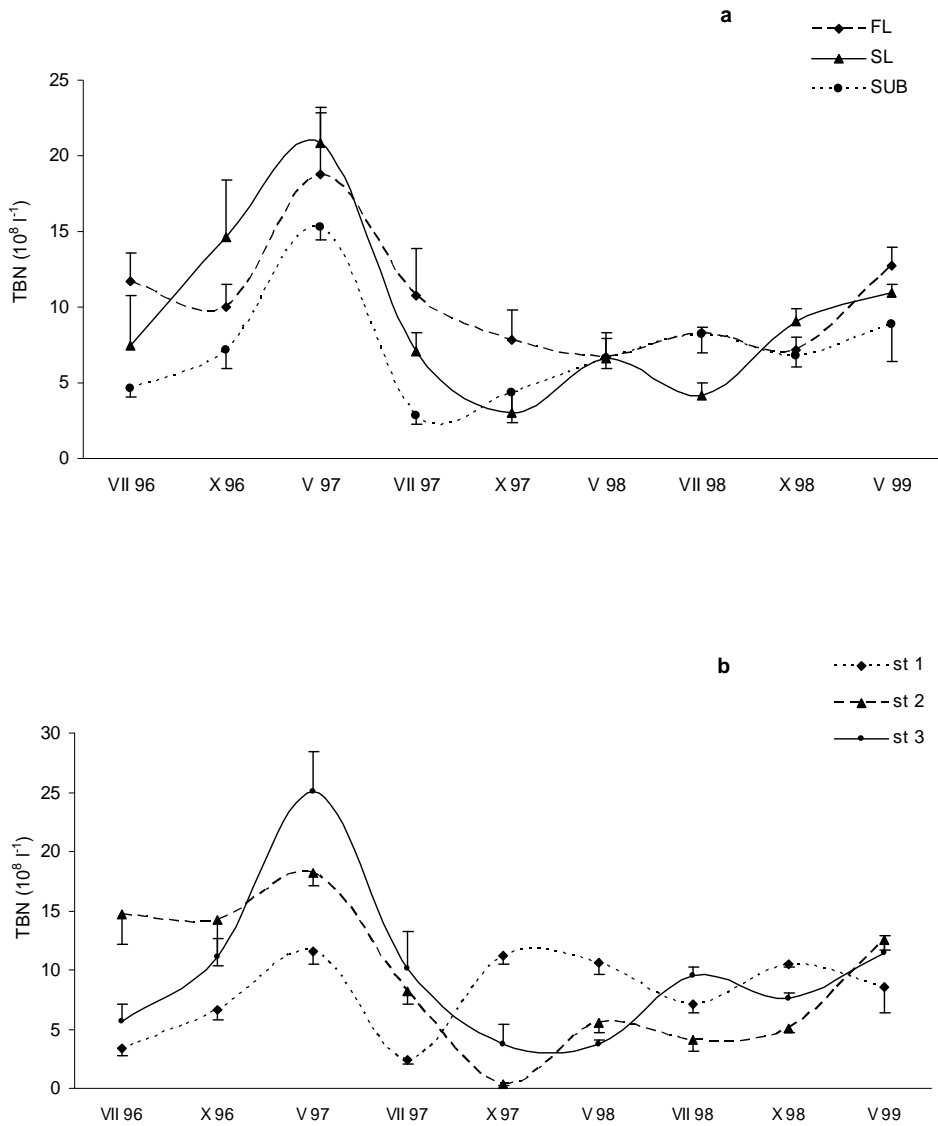 a
FL
SL
SUB
TBN (10⁸ l⁻¹)
25
20
15
10
5
0
VII 96 X 96 V 97 VII 97 X 97 V 98 VII 98 X 98 V 99
b
st 1
st 2
st 3
TBN (10⁸ l⁻¹)
30
25
20
15
10
5
0
VII 96 X 96 V 97 VII 97 X 97 V 98 VII 98 X 98 V 99